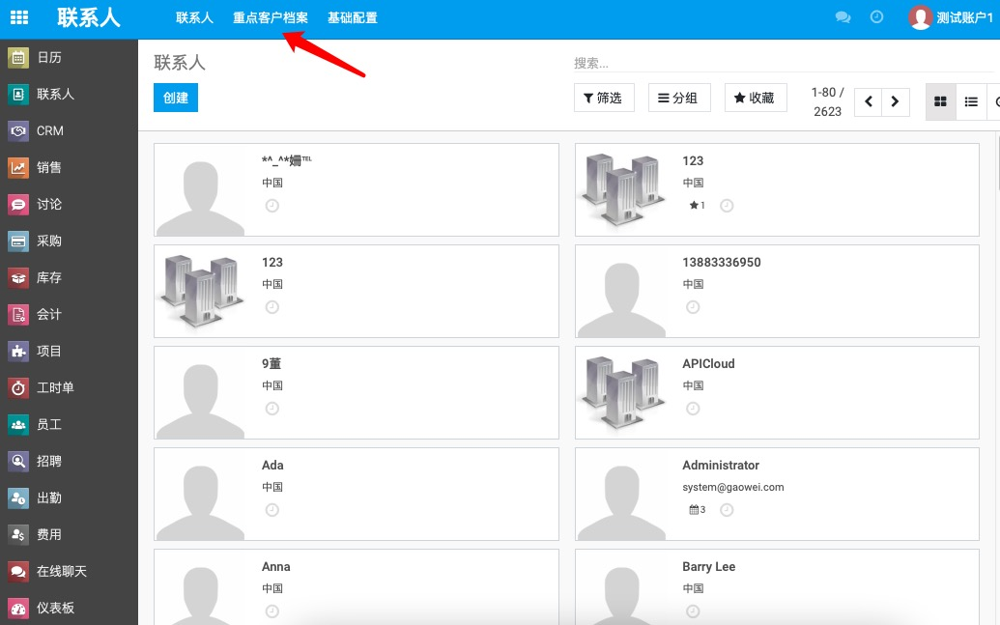 联系人 联系人 重点客户档案 基础配置 测试账户1
日历
联系人
CRM
销售
讨论
采购
库存
会计
项目
工时单
员工
招聘
出勤
费用
在线聊天
仪表板
联系人
搜索...
创建
筛选 分组 收藏
1-80 /
2623
*^_^*姗℡
中国
123
中国
1
123
中国
13883336950
中国
9董
中国
APICloud
中国
Ada
中国
Administrator
system@gaowei.com
3
Anna
中国
Barry Lee
中国